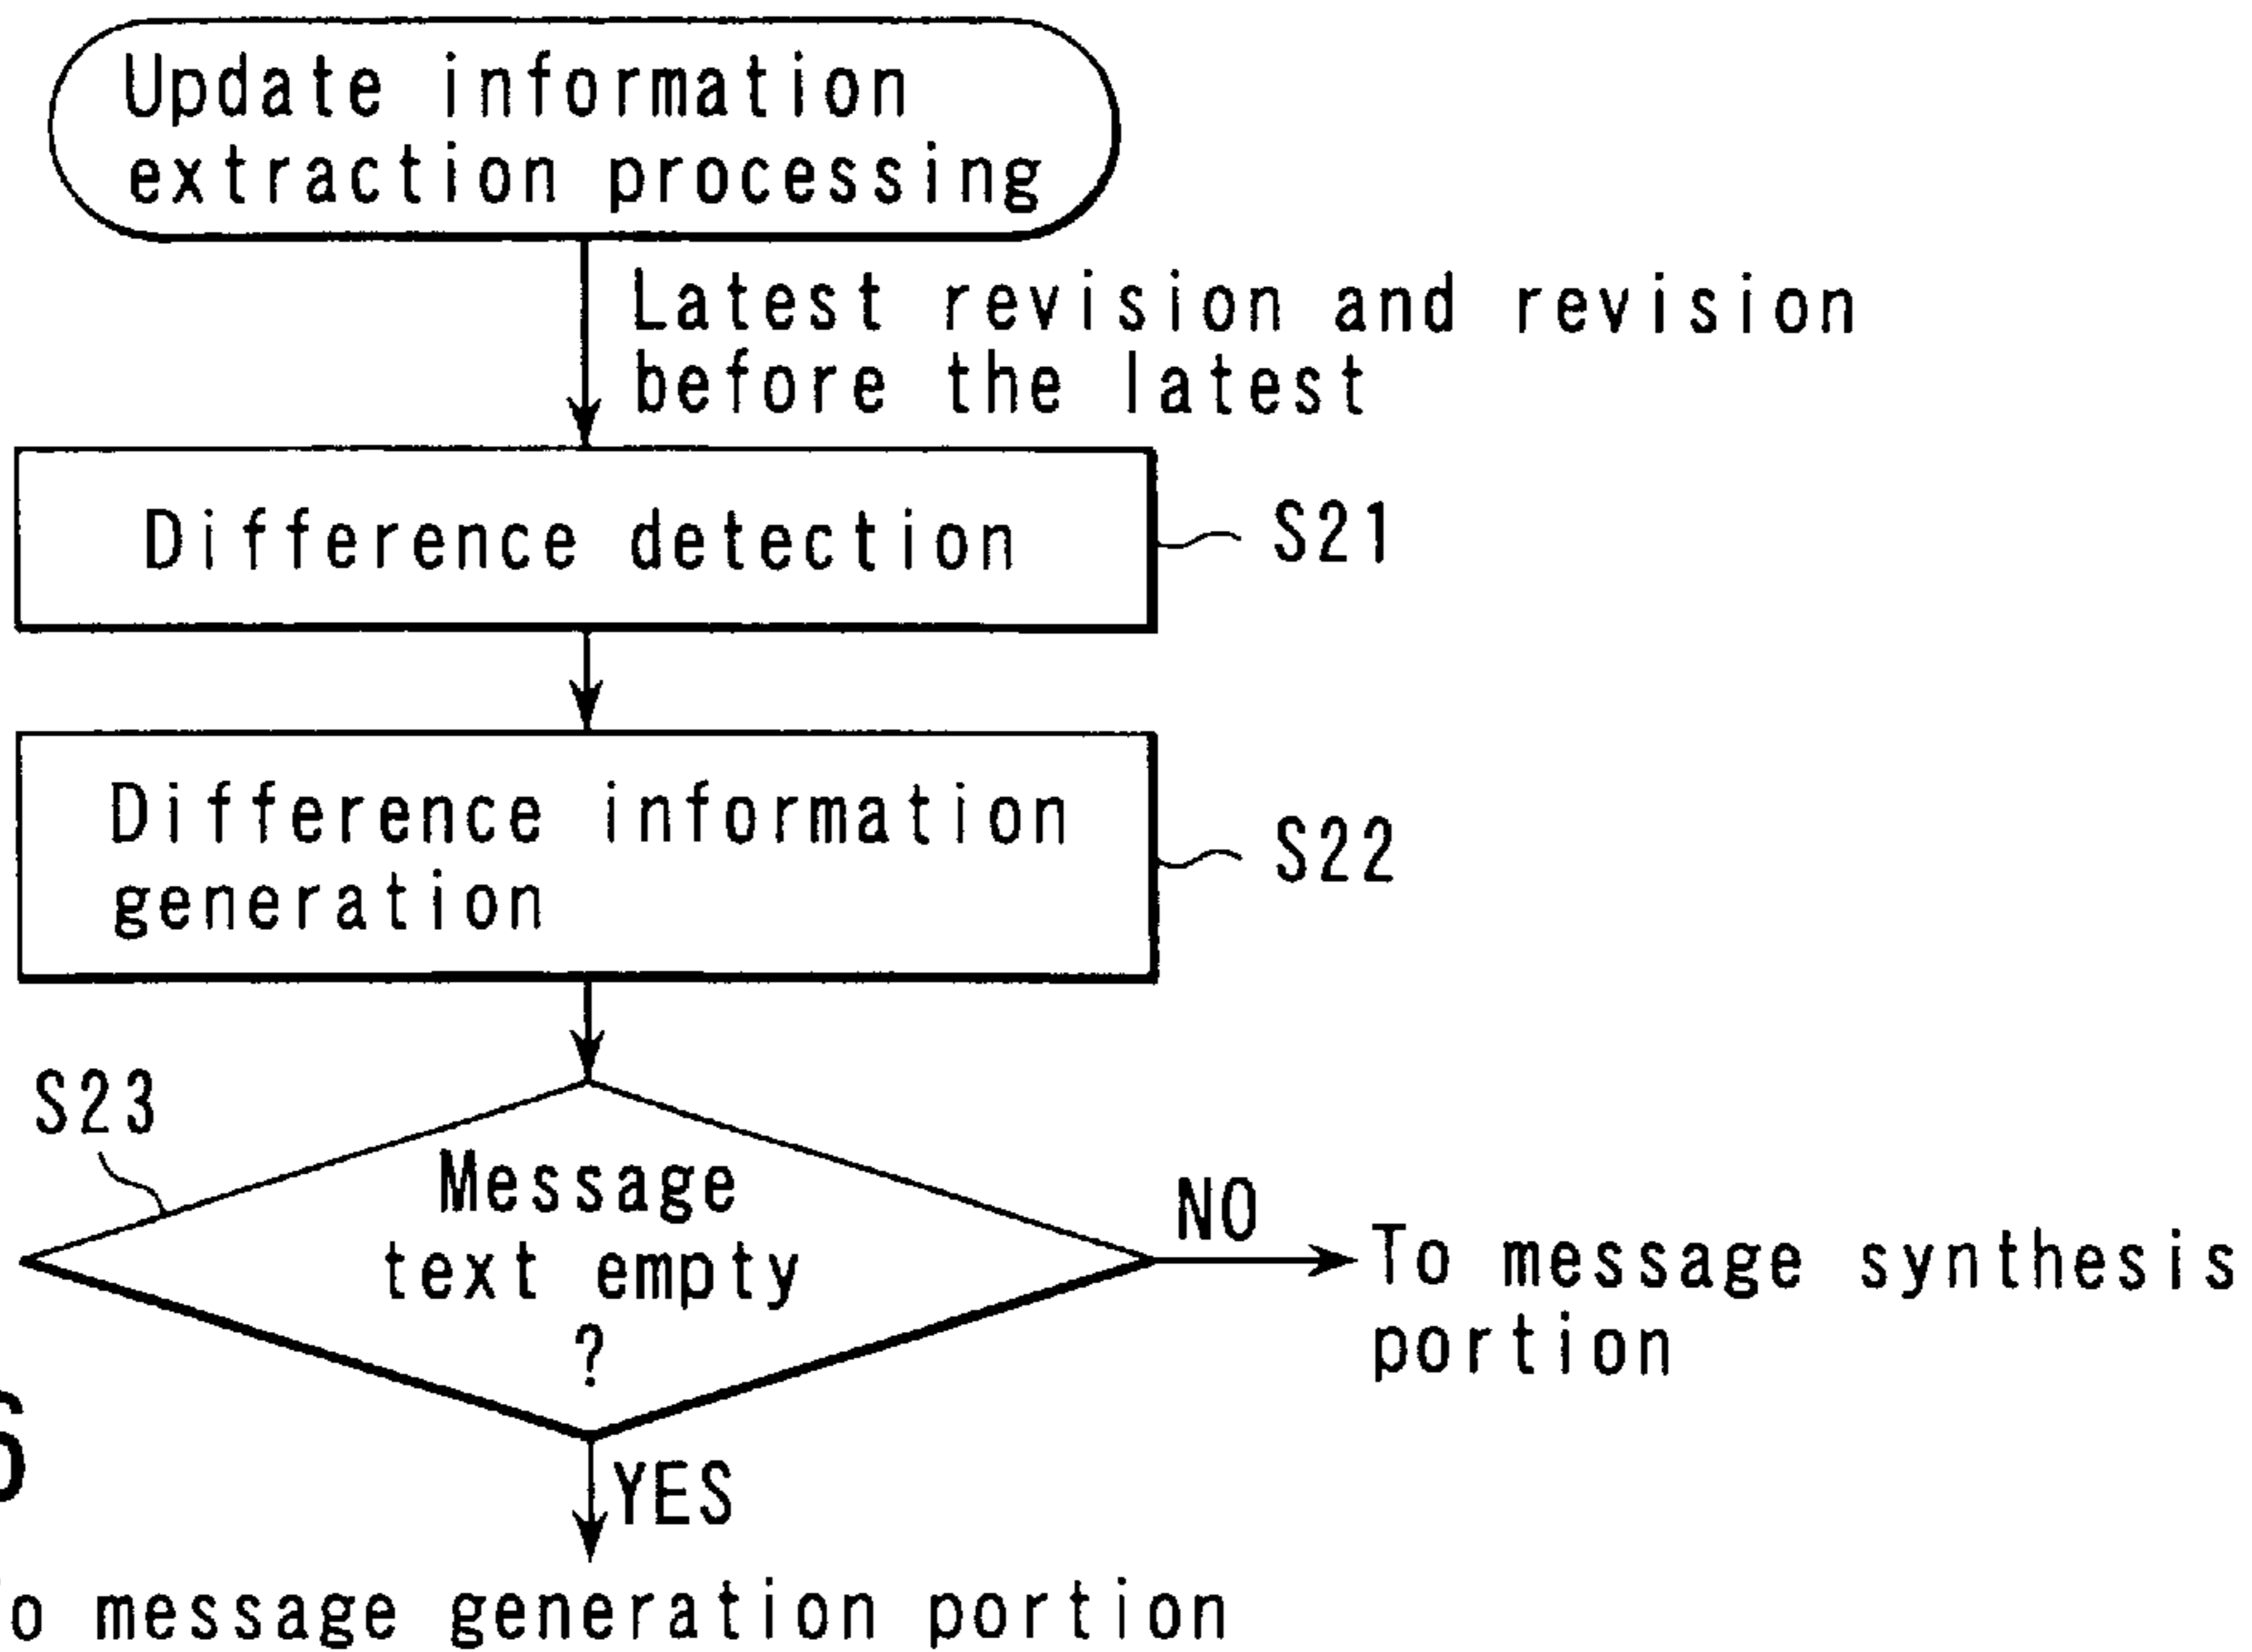 Update information
extraction processing
Latest revision and revision
before the latest
Difference detection
S21
Difference information
generation
S22
S23
Message
text empty
?
NO
To message synthesis
portion
YES
message generation portion